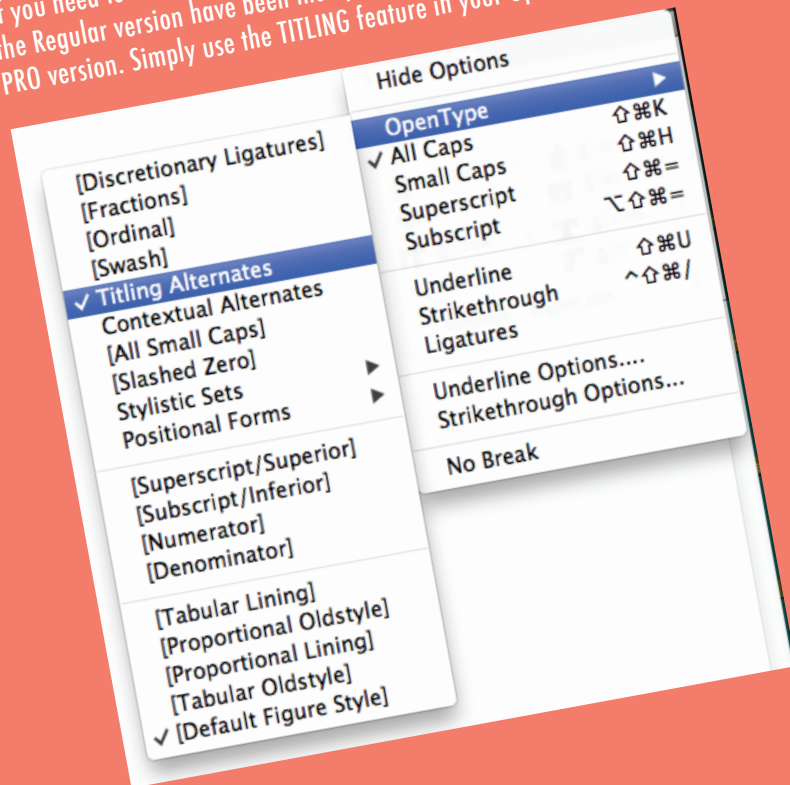 you need to
the Regular version have been
PRO version. Simply use the TITLING feature in your
Hide Options
OpenType ▶
✓ All Caps ⇧⌘K
Small Caps ⇧⌘H
Superscript ⇧⌘=
Subscript ⌥⇧⌘=
Underline ⇧⌘U
Strikethrough ^⇧⌘/
Ligatures
Underline Options....
Strikethrough Options...
No Break
[Discretionary Ligatures]
[Fractions]
[Ordinal]
[Swash]
✓ Titling Alternates
Contextual Alternates
[All Small Caps]
[Slashed Zero]
Stylistic Sets ▶
Positional Forms ▶
[Superscript/Superior]
[Subscript/Inferior]
[Numerator]
[Denominator]
[Tabular Lining]
[Proportional Oldstyle]
[Proportional Lining]
[Tabular Oldstyle]
✓ [Default Figure Style]